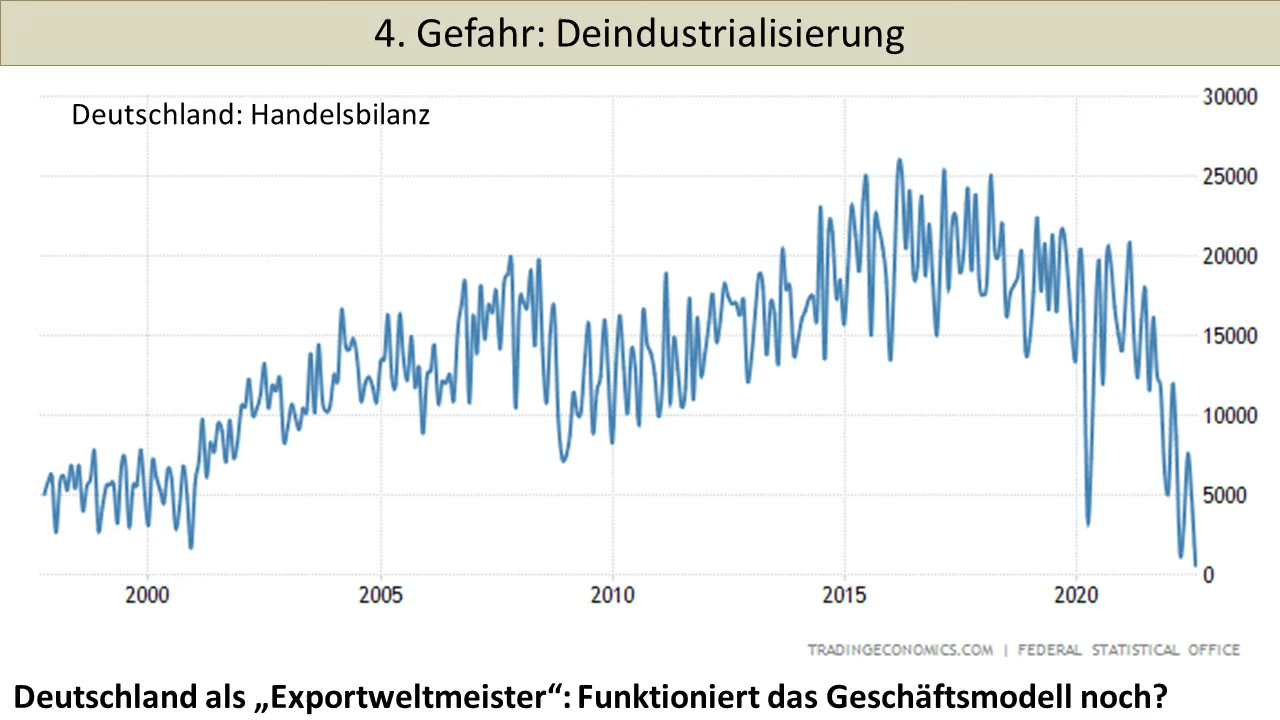 4. Gefahr: Deindustrialisierung
Deutschland: Handelsbilanz
30000
25000
20000
15000
10000
5000
0
2000 2005 2010 2015 2020
TRADINGECONOMICS.COM | FEDERAL STATISTICAL OFFICE
Deutschland als „Exportweltmeister“: Funktioniert das Geschäftsmodell noch?